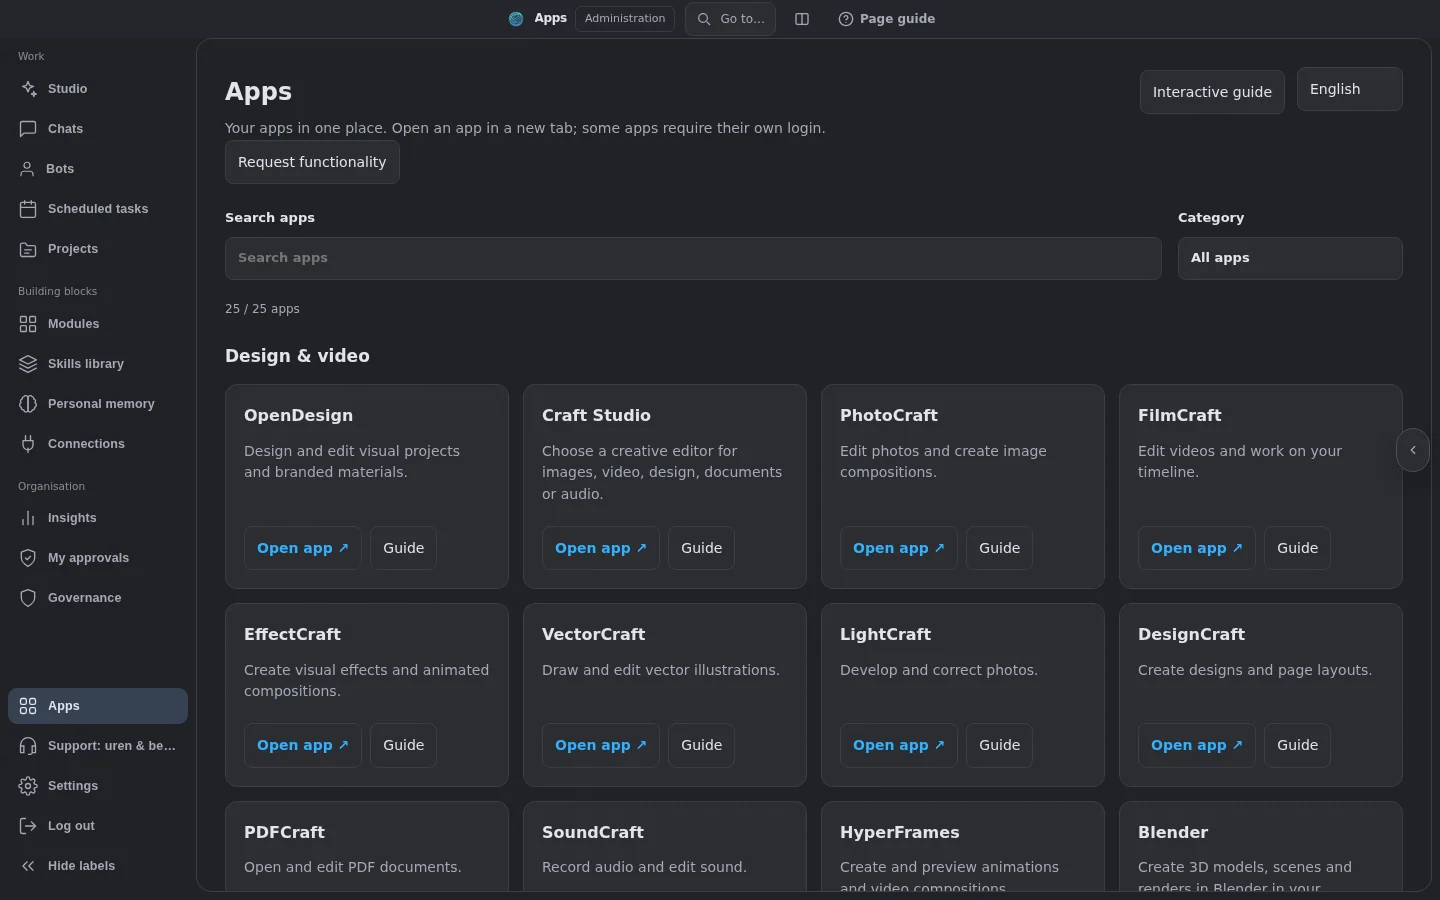 Apps
Administration
Go to...
Page guide
Work
Studio
Chats
Bots
Scheduled tasks
Projects
Building blocks
Modules
Skills library
Personal memory
Connections
Organisation
Insights
My approvals
Governance
Apps
Support: uren & be...
Settings
Log out
Hide labels
Apps
Interactive guide
English
Your apps in one place. Open an app in a new tab; some apps require their own login.
Request functionality
Search apps
Category
Search apps
All apps
25 / 25 apps
Design & video
OpenDesign
Design and edit visual projects
and branded materials.
Open app ↗
Guide
Craft Studio
Choose a creative editor for
images, video, design, documents
or audio.
Open app ↗
Guide
PhotoCraft
Edit photos and create image
compositions.
Open app ↗
Guide
FilmCraft
Edit videos and work on your
timeline.
Open app ↗
Guide
EffectCraft
Create visual effects and animated
compositions.
Open app ↗
Guide
VectorCraft
Draw and edit vector illustrations.
Open app ↗
Guide
LightCraft
Develop and correct photos.
Open app ↗
Guide
DesignCraft
Create designs and page layouts.
Open app ↗
Guide
PDFCraft
Open and edit PDF documents.
SoundCraft
Record audio and edit sound.
HyperFrames
Create and preview animations
and video compositions
Blender
Create 3D models, scenes and
renders in Blender in your